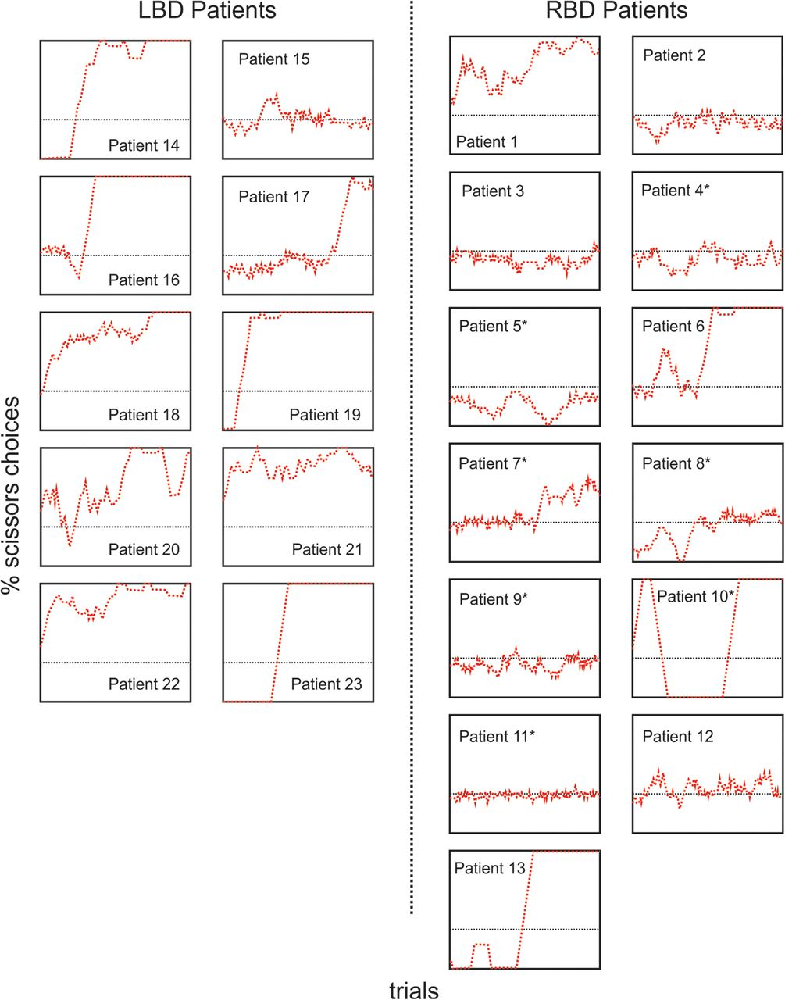 LBD Patients
RBD Patients
Patient 14
Patient 15
Patient 16
Patient 17
Patient 18
Patient 19
Patient 20
Patient 21
Patient 22
Patient 23
Patient 1
Patient 2
Patient 3
Patient 4*
Patient 5*
Patient 6
Patient 7*
Patient 8*
Patient 9*
Patient 10*
Patient 11*
Patient 12
Patient 13
% scissors choices
trials